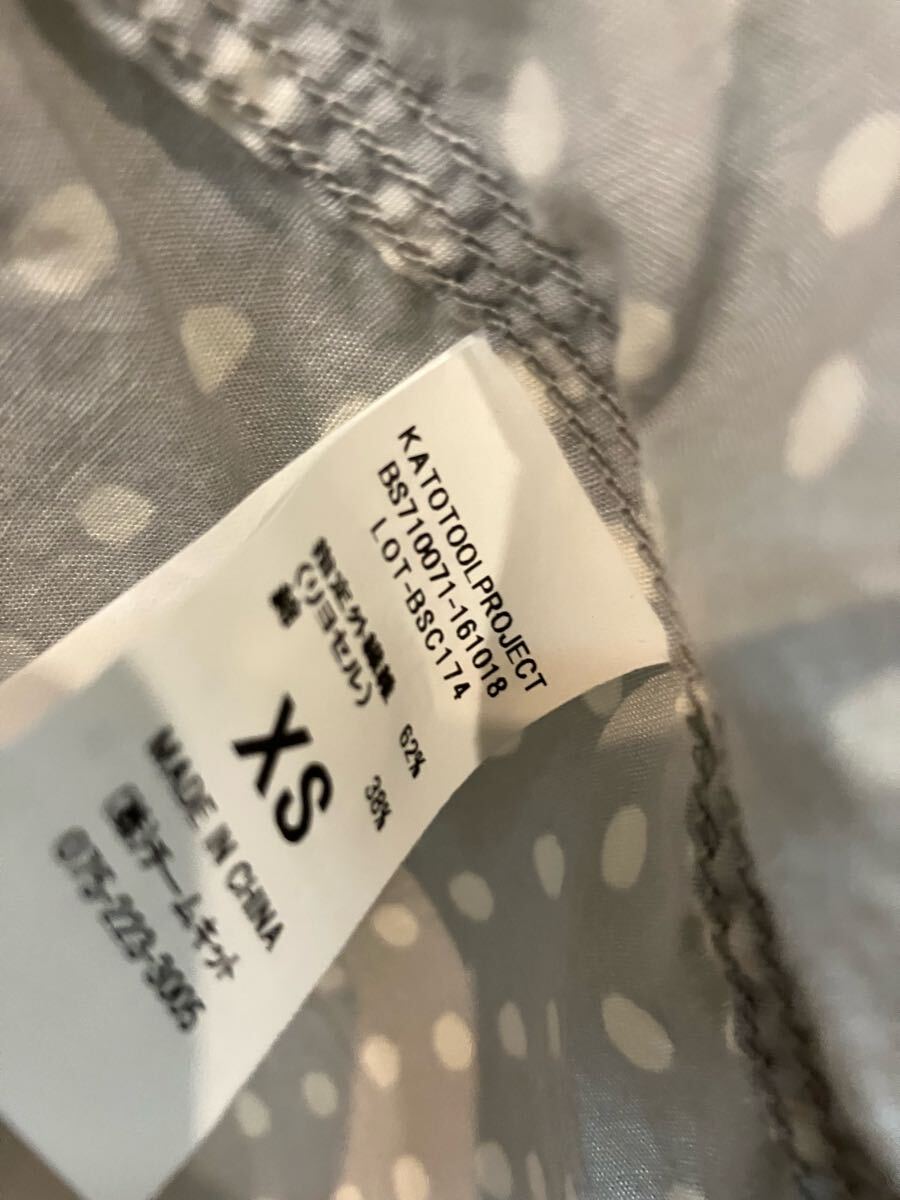 KATOTOOLPROJECT
BS710071-161018
LOT-BSC174
指定外繊維 62%
(リヨセル)
綿 38%
XS
MADE IN CHINA
(株)チームキット
075-223-3005